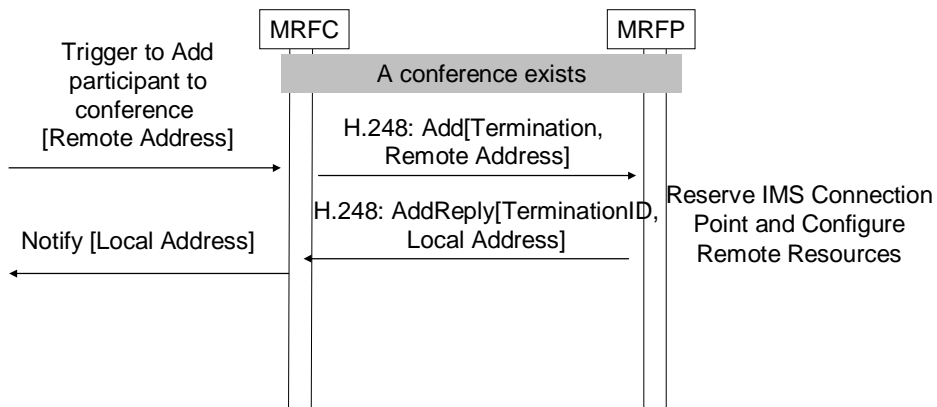 MRFC
MRFP
Trigger to Add
participant to
conference
[Remote Address]
A conference exists
H.248: Add[Termination,
Remote Address]
H.248: AddReply[TerminationID,
Local Address]
Reserve IMS Connection
Point and Configure
Remote Resources
Notify [Local Address]